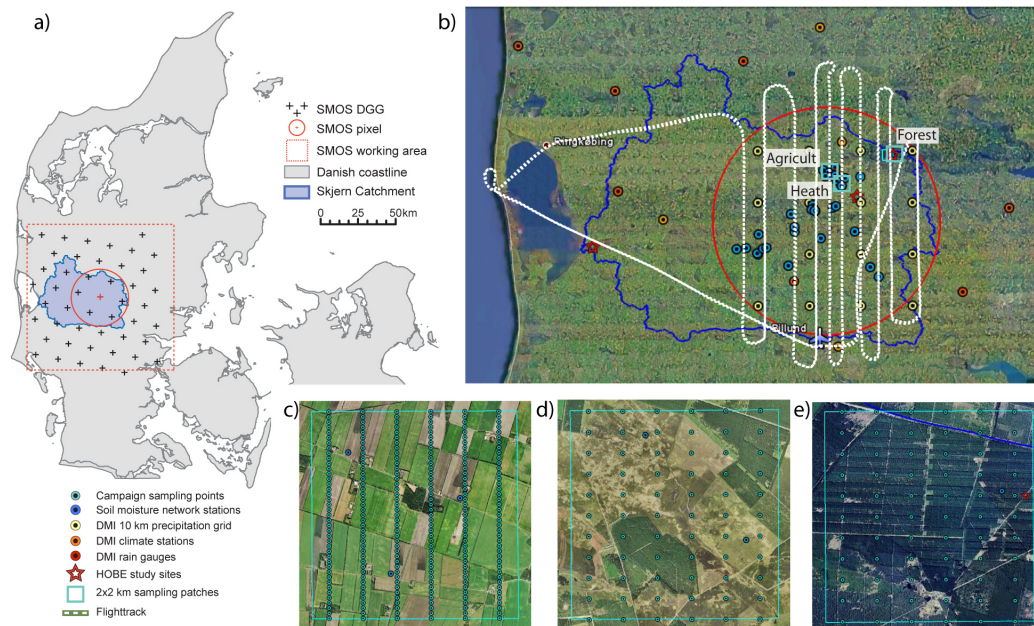 a)
SMOS DGG
SMOS pixel
SMOS working area
Danish coastline
Skjern Catchment
0 25 50km
Campaign sampling points
Soil moisture network stations
DMI 10 km precipitation grid
DMI climate stations
DMI rain gauges
HOBE study sites
2x2 km sampling patches
Flighttrack
b)
Ringkøbing
Forest
Agricult
Heath
Billund
c)
d)
e)